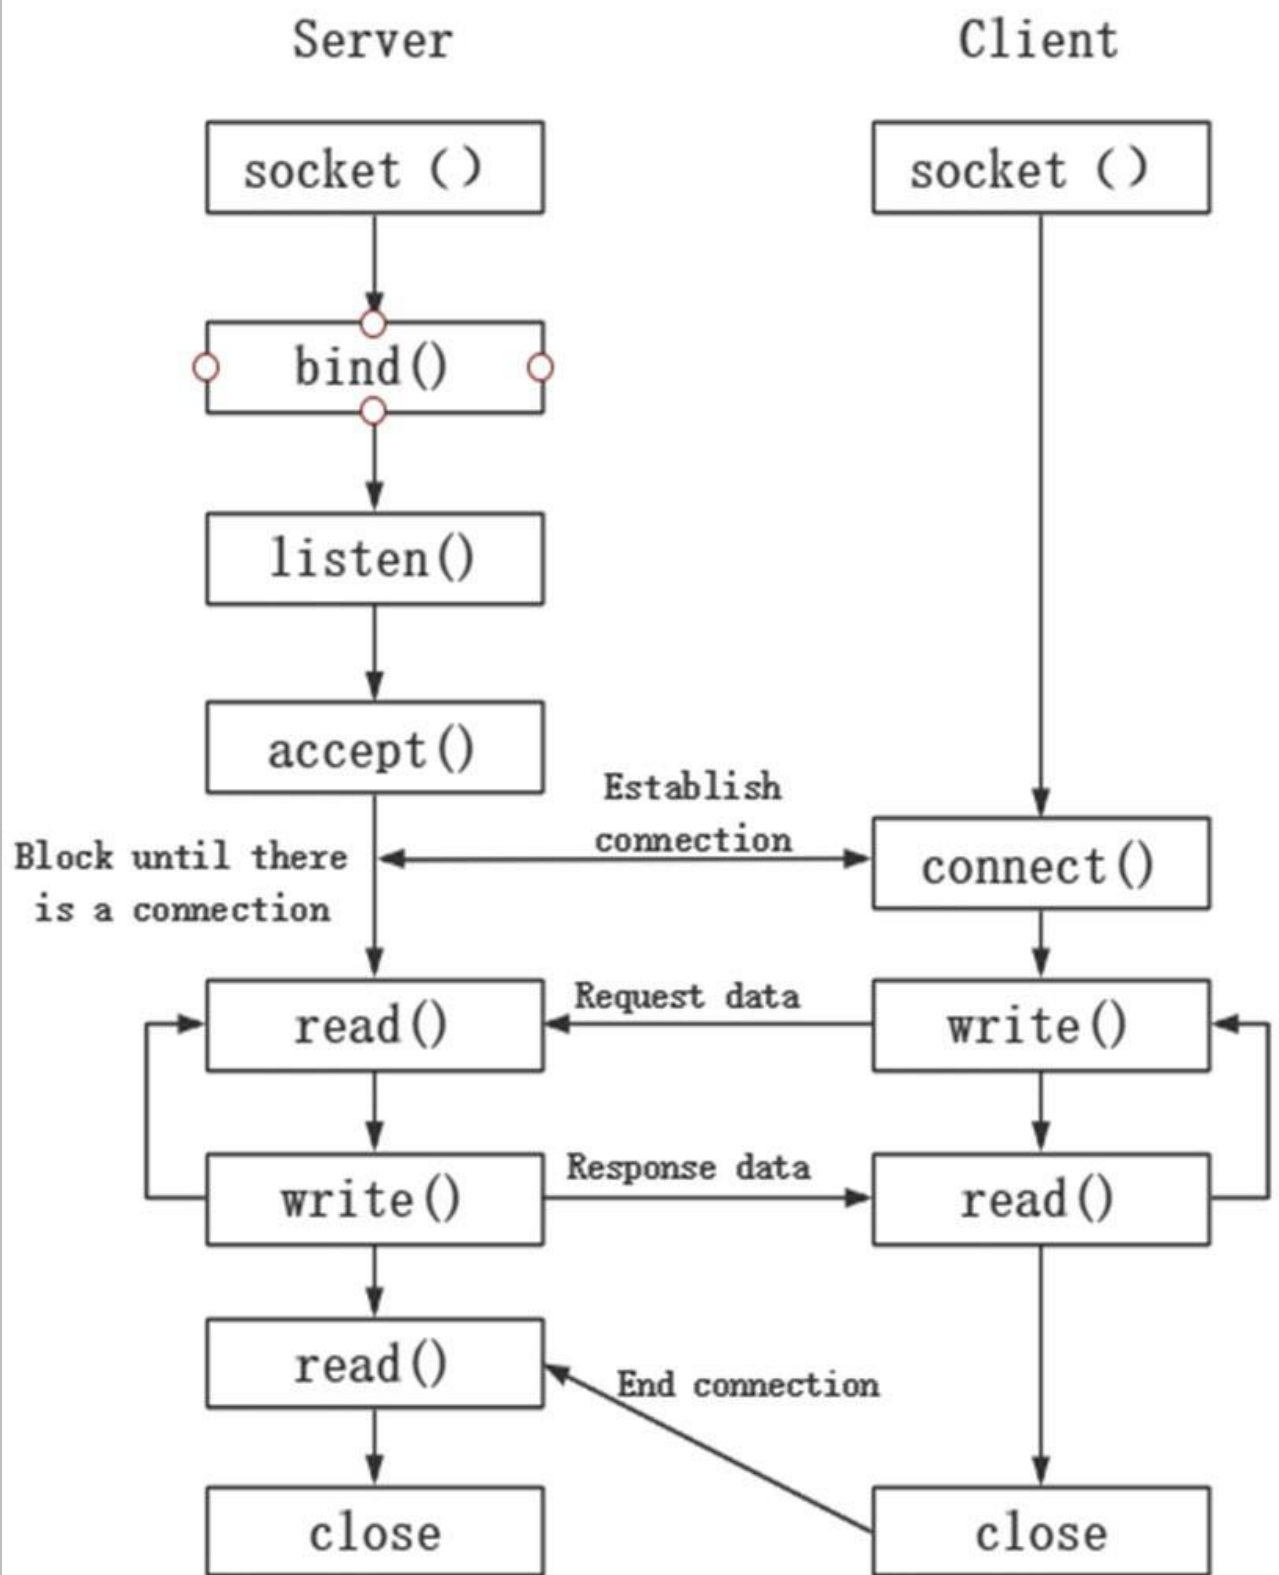 Server
Client
socket ()
socket ()
bind()
listen()
accept()
Establish
connection
Block until there
is a connection
connect()
read()
Request data
write()
write()
Response data
read()
read()
End connection
close
close